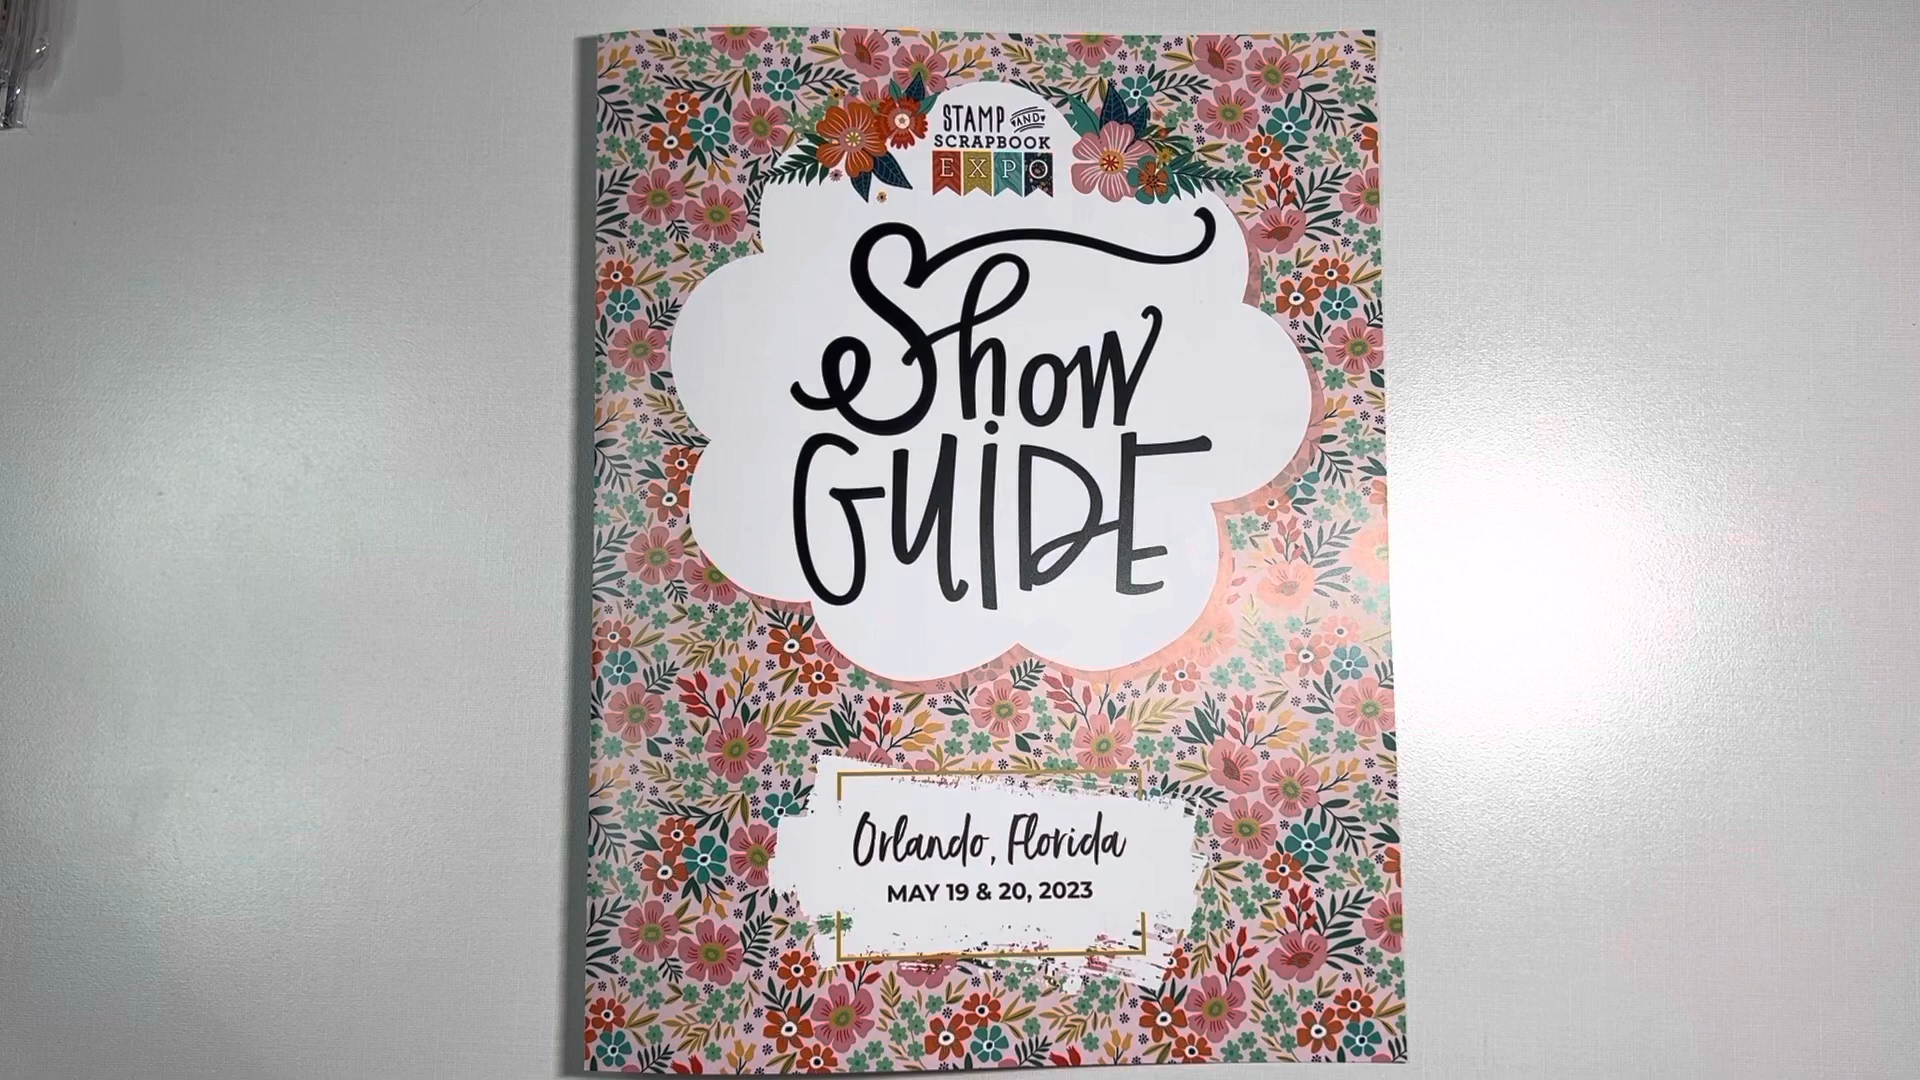 STAMP AND
SCRAPBOOK
EXPO
Show
GUIDE
Orlando, Florida
MAY 19 & 20, 2023